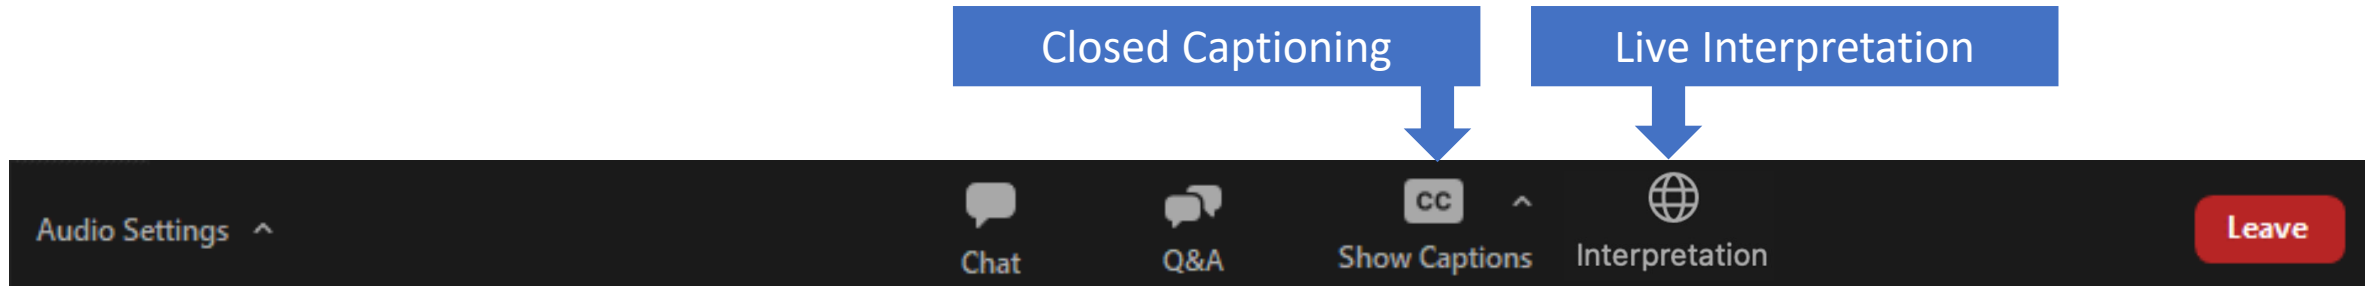 Closed Captioning
Live Interpretation
Audio Settings
Chat
Q&A
CC
Show Captions
Interpretation
Leave